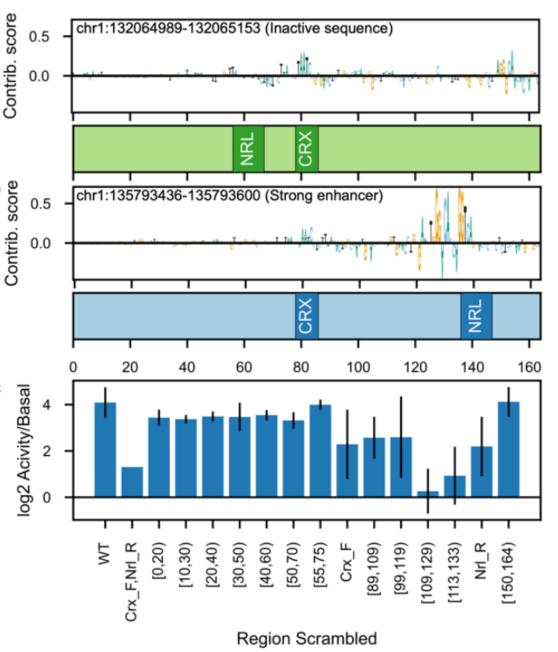 chr1:132064989-132065153 (Inactive sequence)
Contrib. score
0.5
0.0
NRL
CRX
chr1:135793436-135793600 (Strong enhancer)
Contrib. score
0.5
0.0
CRX
NRL
0 20 40 60 80 100 120 140 160
log2 Acivity/Basal
4
2
0
WT
Crx_F,Nrl_R
[0,20)
[10,30)
[20,40)
[30,50)
[40,60)
[50,70)
[55,75)
Crx_F
[89,109)
[99,119)
[109,129)
[113,133)
Nrl_R
[150,164)
Region Scrambled